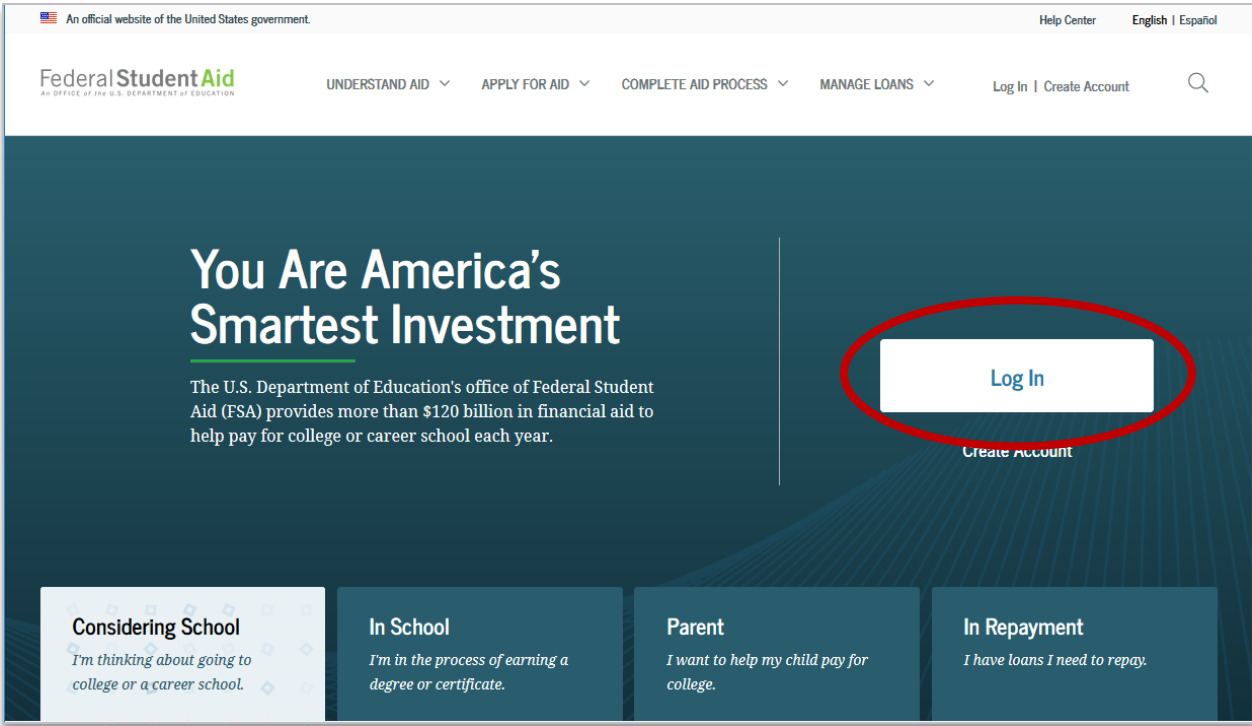 An official website of the United States government.
Help Center English | Español
Federal Student Aid
An OFFICE of the U.S. DEPARTMENT of EDUCATION
UNDERSTAND AID APPLY FOR AID COMPLETE AID PROCESS MANAGE LOANS Log In | Create Account
You Are America's
Smartest Investment
The U.S. Department of Education's office of Federal Student
Aid (FSA) provides more than $120 billion in financial aid to
help pay for college or career school each year.
Log In
Create Account
Considering School
I'm thinking about going to
college or a career school.
In School
I'm in the process of earning a
degree or certificate.
Parent
I want to help my child pay for
college.
In Repayment
I have loans I need to repay.